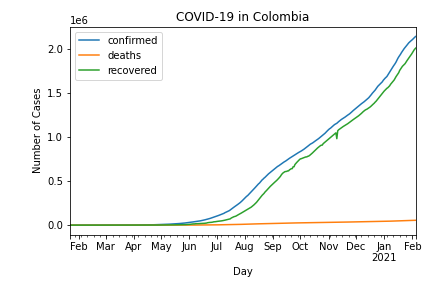 COVID-19 in Colombia
1e6
confirmed
deaths
recovered
2.0
1.5
1.0
0.5
0.0
Number of Cases
Feb Mar Apr May Jun Jul Aug Sep Oct Nov Dec Jan Feb
2021
Day